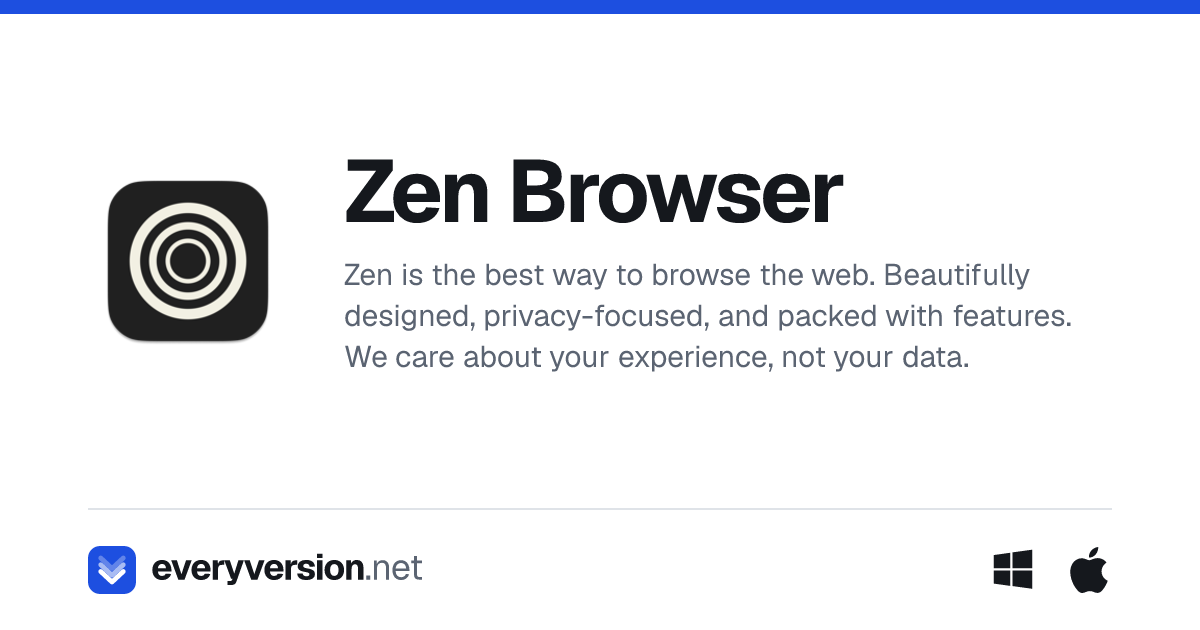 Zen Browser
Zen is the best way to browse the web. Beautifully
designed, privacy-focused, and packed with features.
We care about your experience, not your data.
everyversion.net